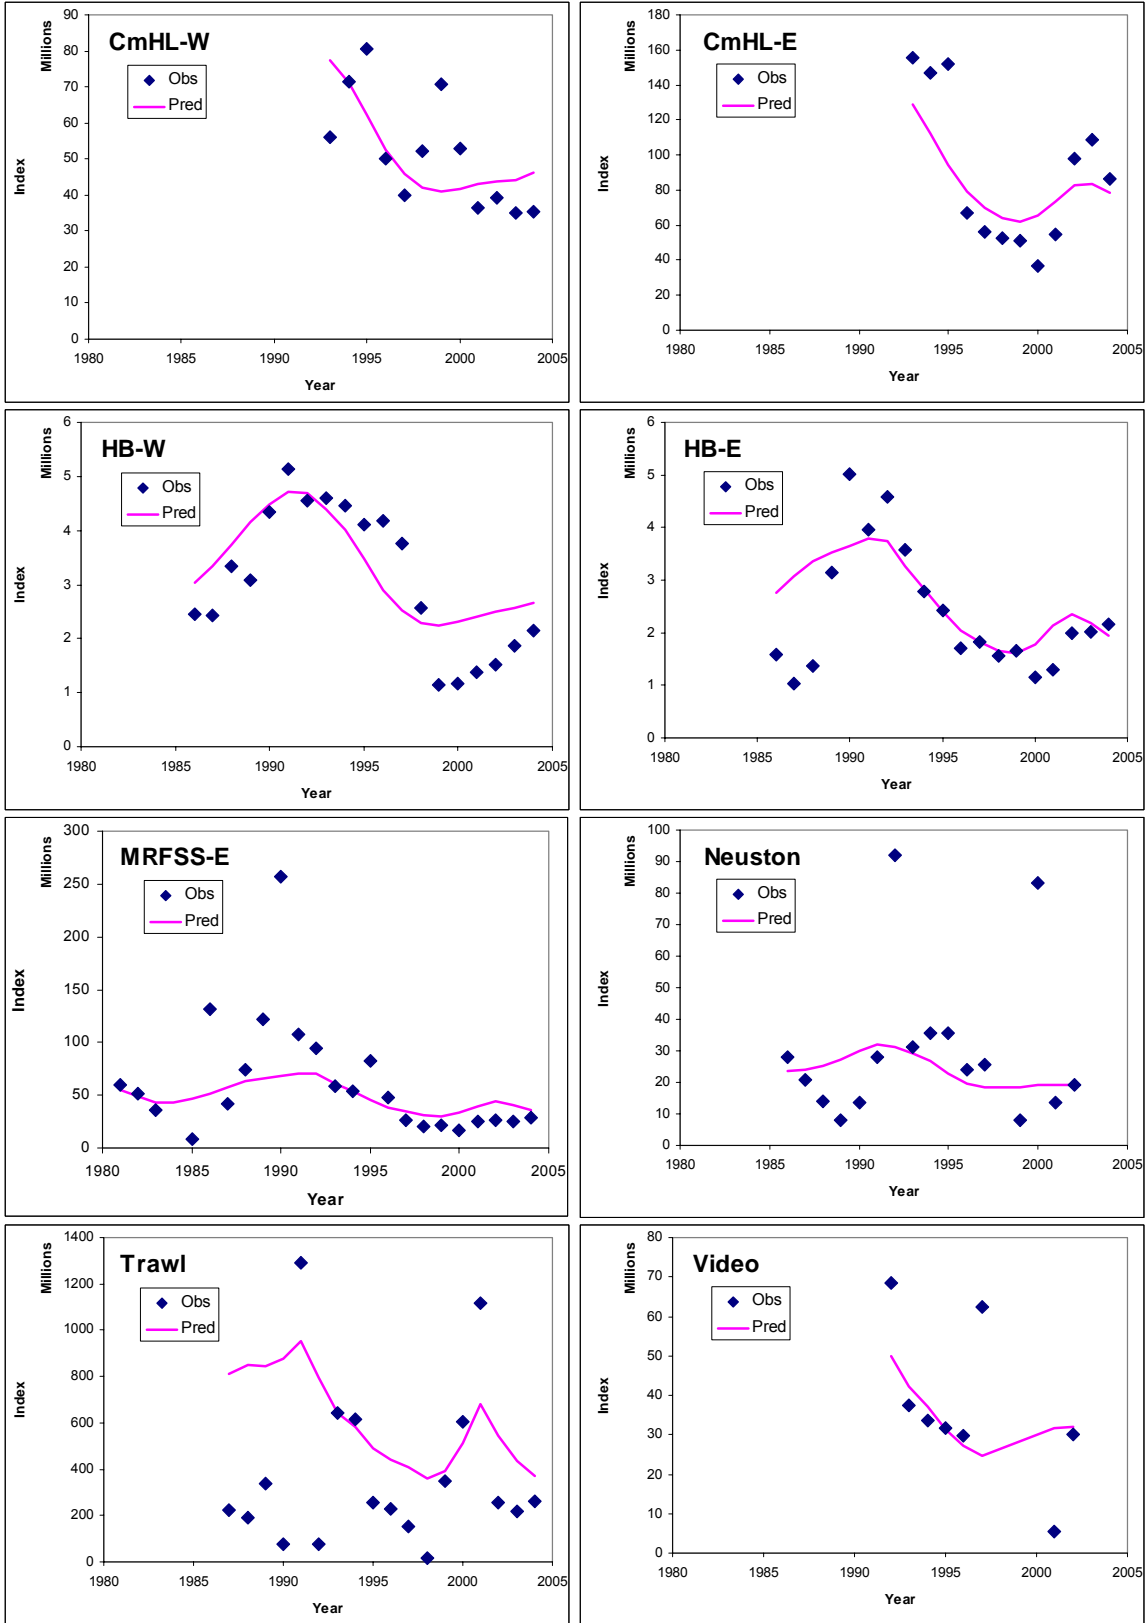 CmHL-W
Millions
Obs
Pred
Index
90
80
70
60
50
40
30
20
10
0
1980 1985 1990 1995 2000 2005
Year
CmHL-E
Millions
Obs
Pred
Index
180
160
140
120
100
80
60
40
20
0
1980 1985 1990 1995 2000 2005
Year
HB-W
Millions
Obs
Pred
Index
6
5
4
3
2
1
0
1980 1985 1990 1995 2000 2005
Year
HB-E
Millions
Obs
Pred
Index
6
5
4
3
2
1
0
1980 1985 1990 1995 2000 2005
Year
MRFSS-E
Millions
Obs
Pred
Index
300
250
200
150
100
50
0
1980 1985 1990 1995 2000 2005
Year
Neuston
Millions
Obs
Pred
Index
100
90
80
70
60
50
40
30
20
10
0
1980 1985 1990 1995 2000 2005
Year
Trawl
Millions
Obs
Pred
Index
1400
1200
1000
800
600
400
200
0
1980 1985 1990 1995 2000 2005
Year
Video
Millions
Obs
Pred
Index
80
70
60
50
40
30
20
10
0
1980 1985 1990 1995 2000 2005
Year